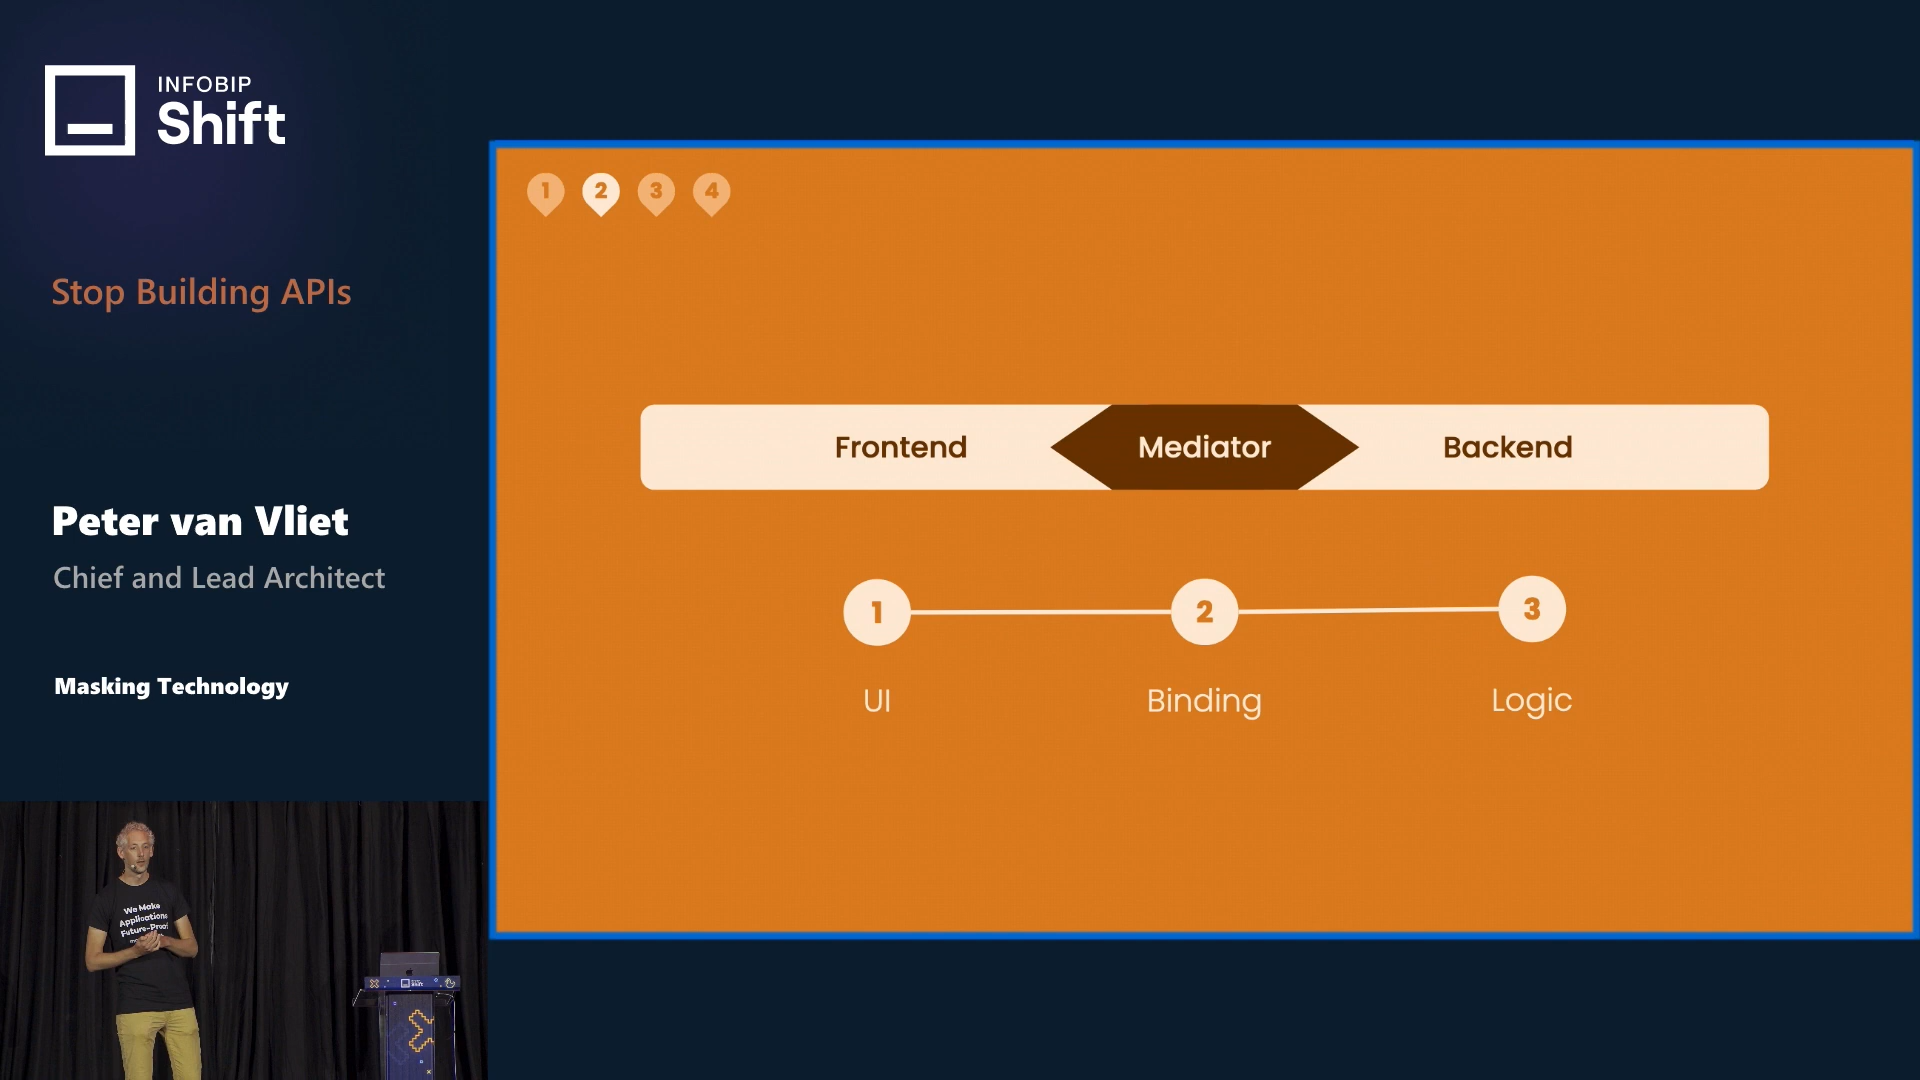 INFOBIP
Shift
Stop Building APIs
Peter van Vliet
Chief and Lead Architect
Masking Technology
1 2 3 4
Frontend Mediator Backend
1 2 3
UI Binding Logic
We Make
Applications
Future-Proof